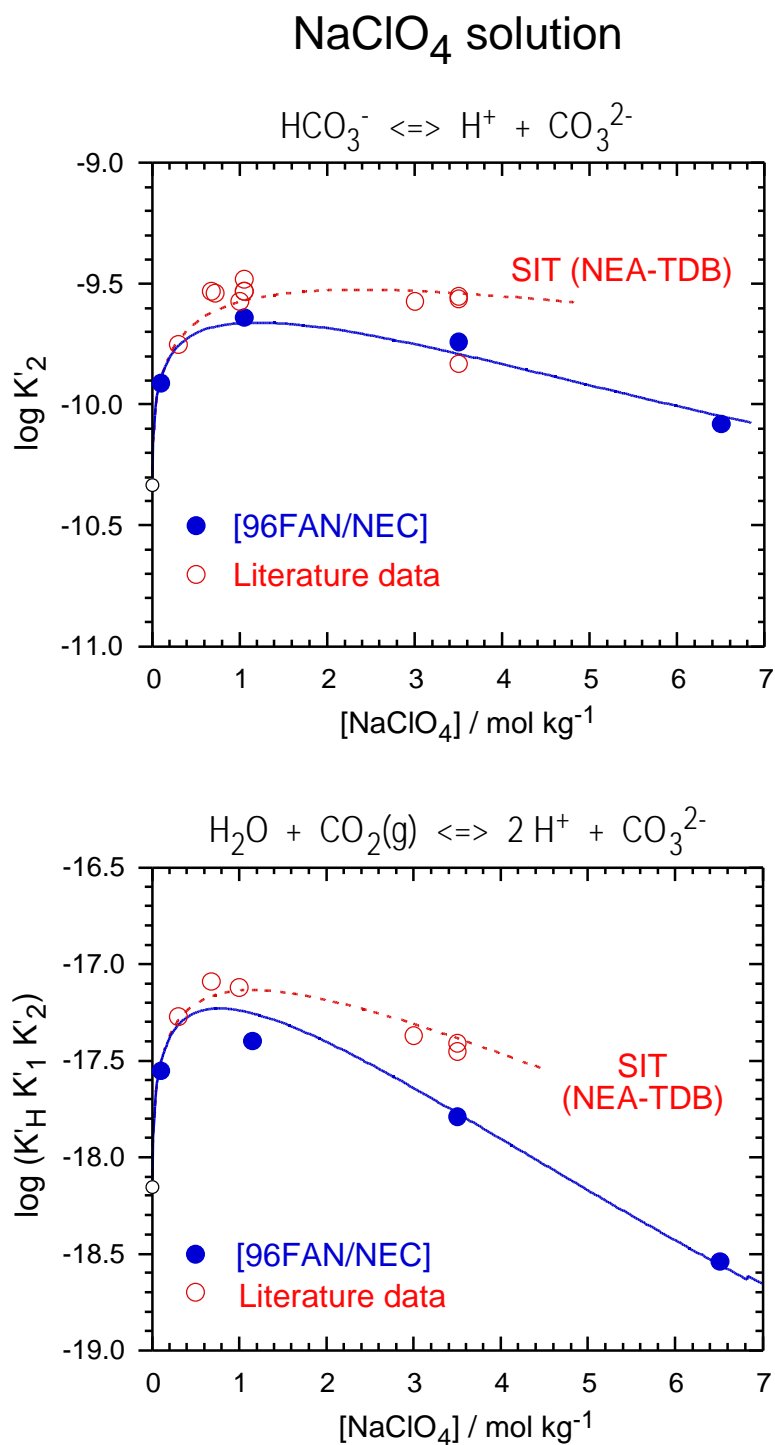 NaClO₄ solution
HCO₃⁻ <=> H⁺ + CO₃²⁻
-9.0
-9.5
-10.0
-10.5
-11.0
log K'₂
SIT (NEA-TDB)
[96FAN/NEC]
Literature data
0 1 2 3 4 5 6 7
[NaClO₄] / mol kg⁻¹
H₂O + CO₂(g) <=> 2 H⁺ + CO₃²⁻
-16.5
-17.0
-17.5
-18.0
-18.5
-19.0
log (K'_H K'₁ K'₂)
SIT
(NEA-TDB)
[96FAN/NEC]
Literature data
0 1 2 3 4 5 6 7
[NaClO₄] / mol kg⁻¹